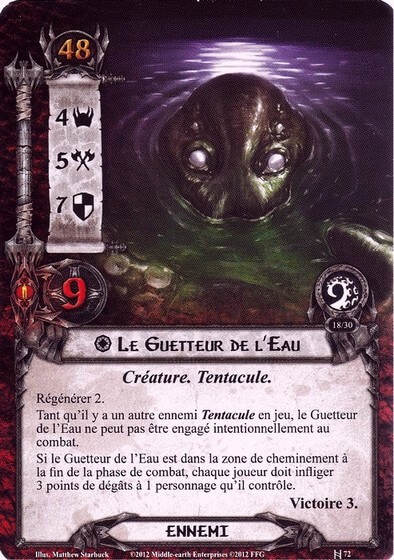 48
4
5
7
9
18/30
Le Guetteur de l'Eau
Créature. Tentacule.
Régénérer 2.
Tant qu'il y a un autre ennemi Tentacule en jeu, le Guetteur
de l'Eau ne peut pas être engagé intentionnellement au
combat.
Si le Guetteur de l'Eau est dans la zone de cheminement à
la fin de la phase de combat, chaque joueur doit infliger
3 points de dégâts à 1 personnage qu'il contrôle.
Victoire 3.
ENNEMI
Illus. Matthew Starbuck ©2012 Middle-earth Enterprises ©2012 FFG 72